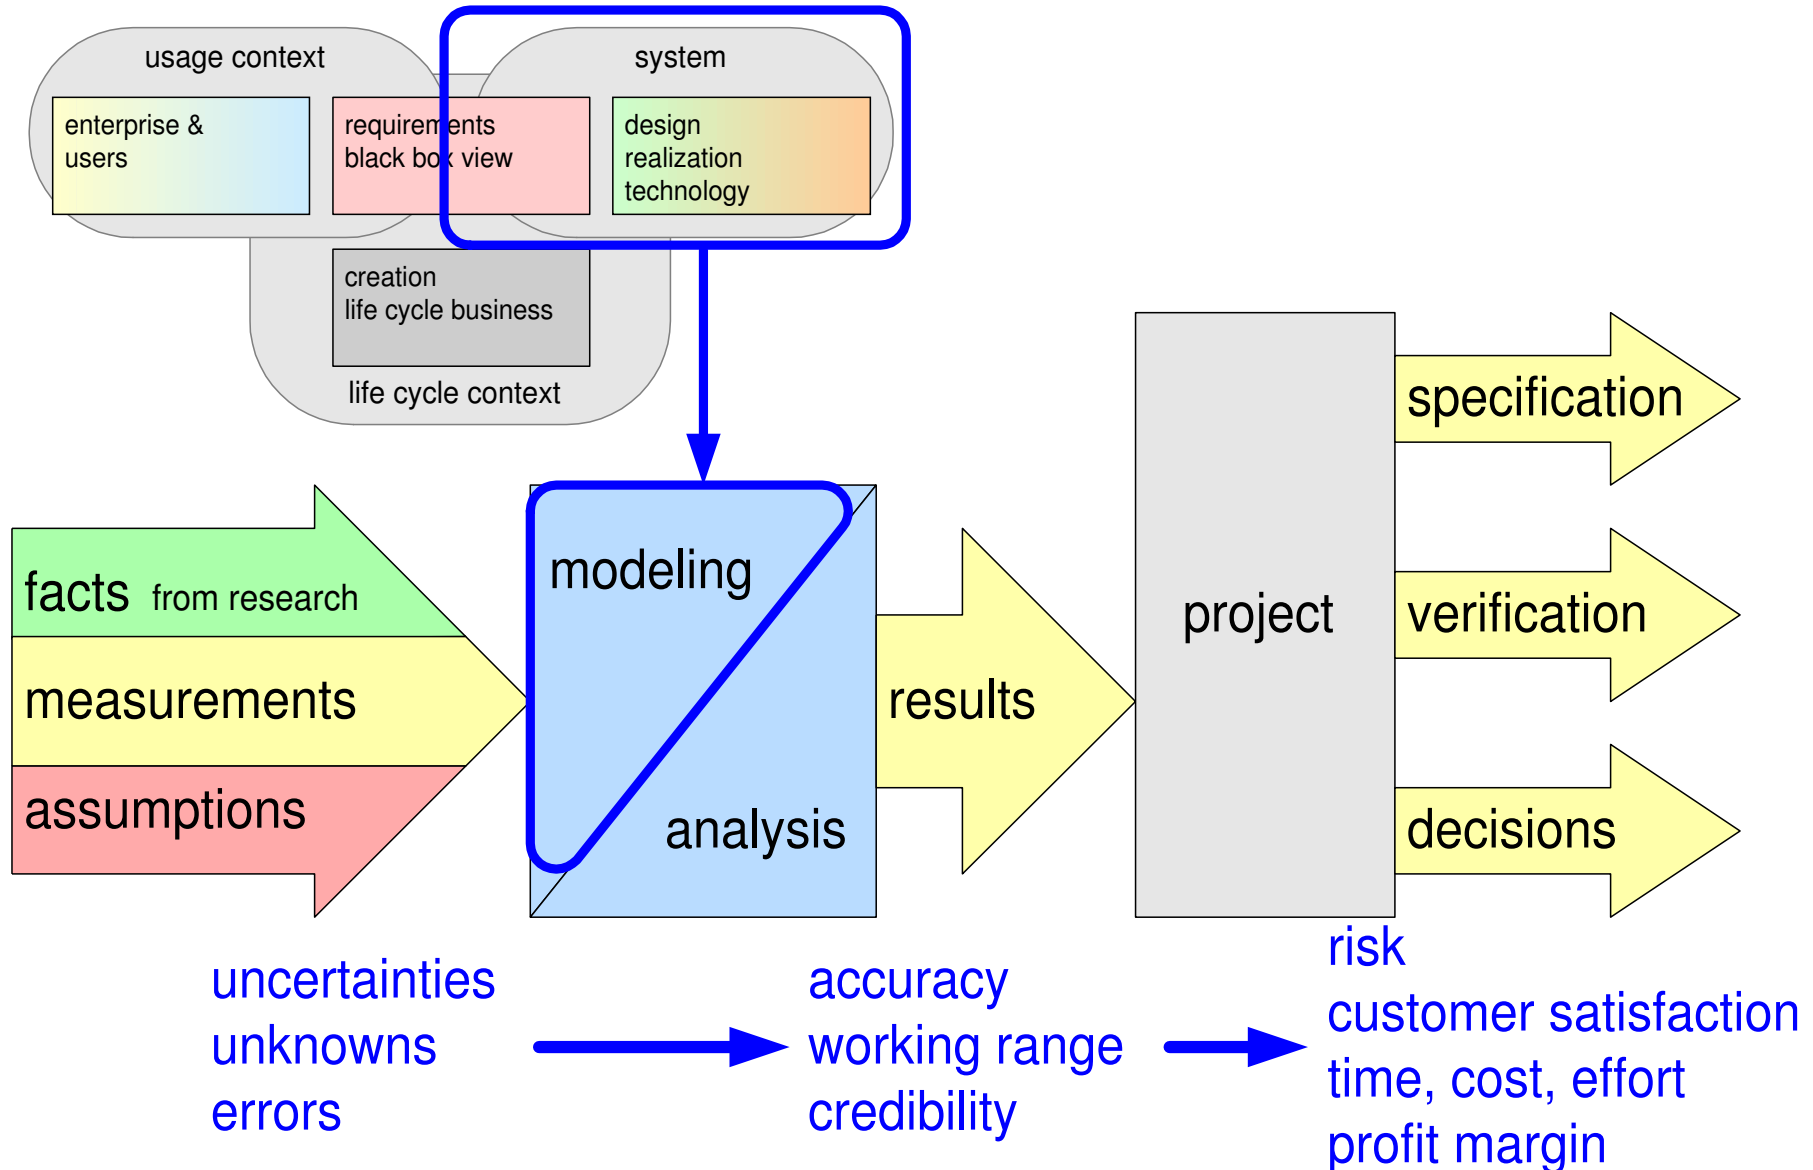 usage context
system
enterprise &
users
requirements
black box view
design
realization
technology
creation
life cycle business
life cycle context
facts from research
measurements
assumptions
modeling
analysis
results
project
specification
verification
decisions
uncertainties
unknowns
errors
accuracy
working range
credibility
risk
customer satisfaction
time, cost, effort
profit margin